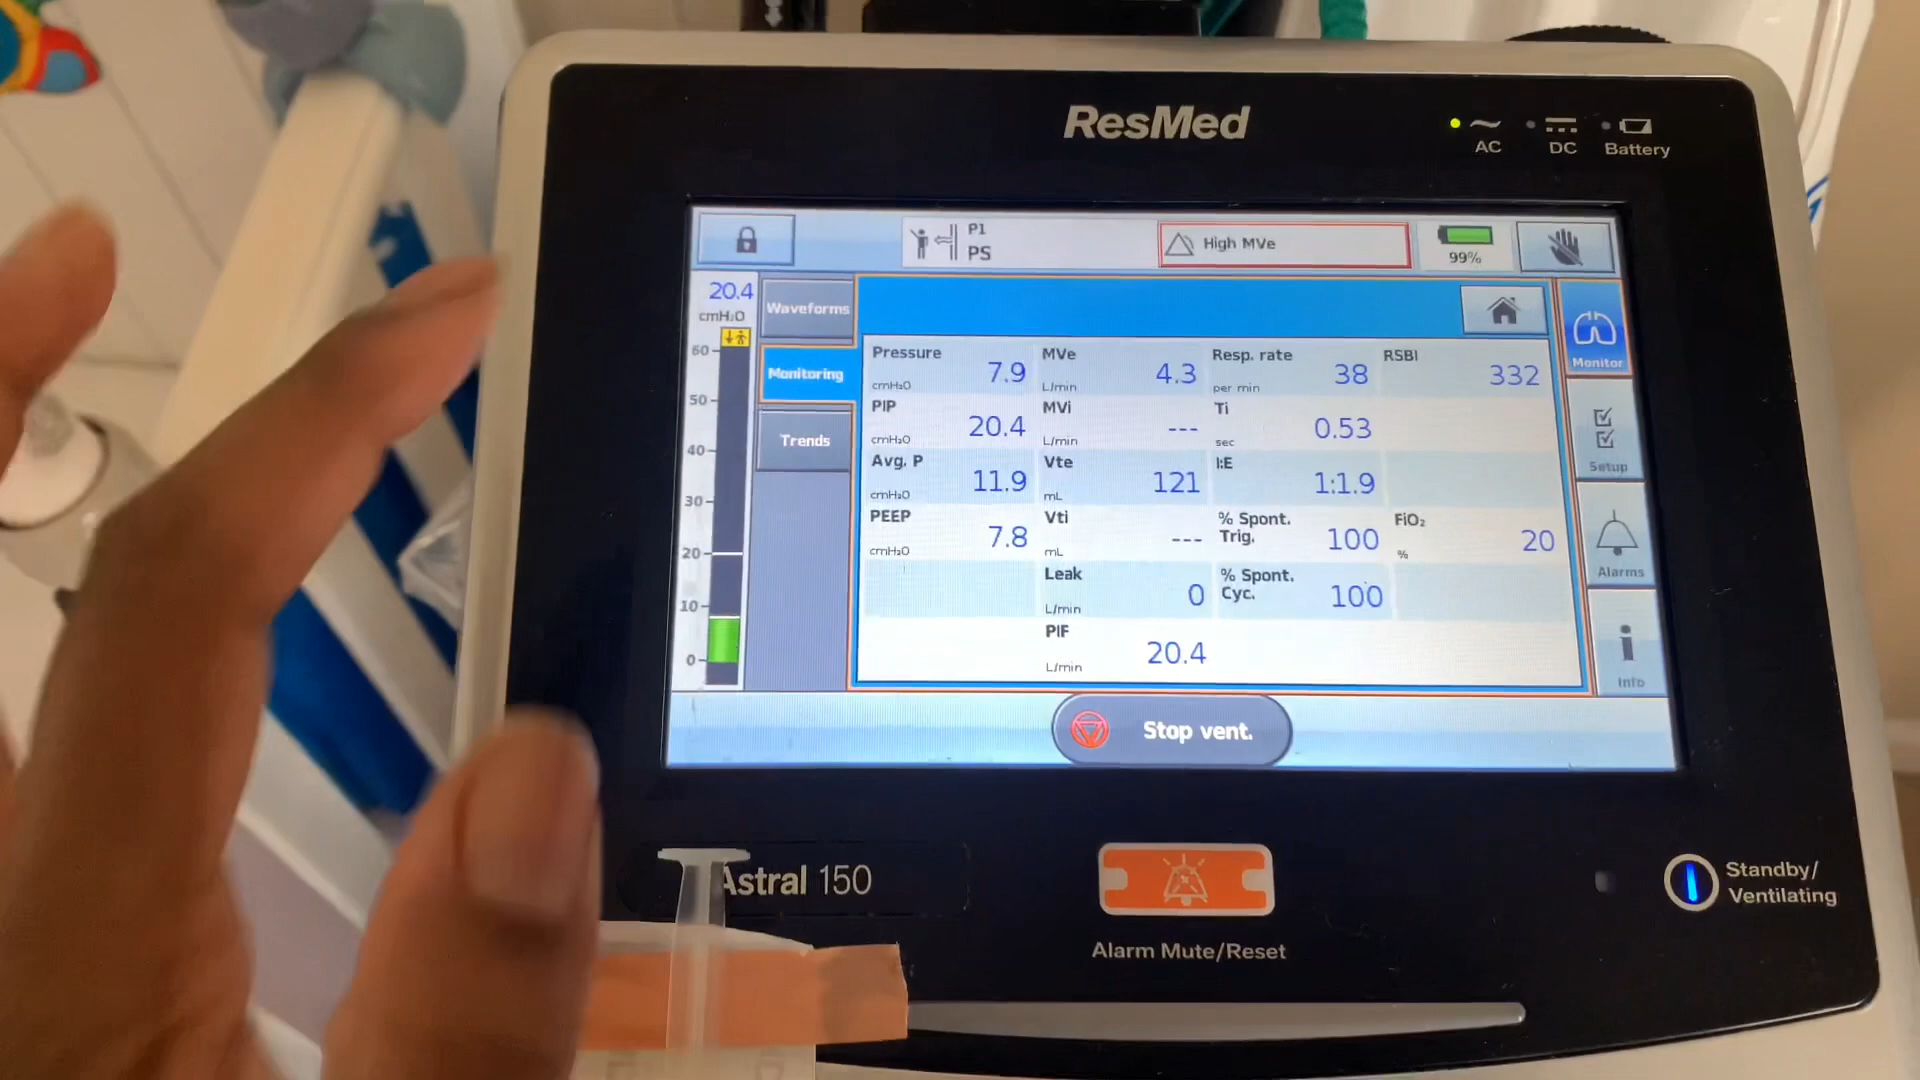 ResMed
AC
DC
Battery
P1
PS
High MVe
99%
20.4
cmH₂O
60
50
40
30
20
10
0
Waveforms
Monitoring
Trends
Pressure
cmH₂O
7.9
MVe
L/min
4.3
Resp. rate
per min
38
RSBI
332
PIP
cmH₂O
20.4
MVi
L/min
---
Ti
sec
0.53
Avg. P
cmH₂O
11.9
Vte
mL
121
I:E
1:1.9
PEEP
cmH₂O
7.8
Vti
mL
---
% Spont.
Trig.
100
FiO₂
%
20
Leak
L/min
0
% Spont.
Cyc.
100
PIF
L/min
20.4
Monitor
Setup
Alarms
Info
Stop vent.
Astral 150
Alarm Mute/Reset
Standby/
Ventilating